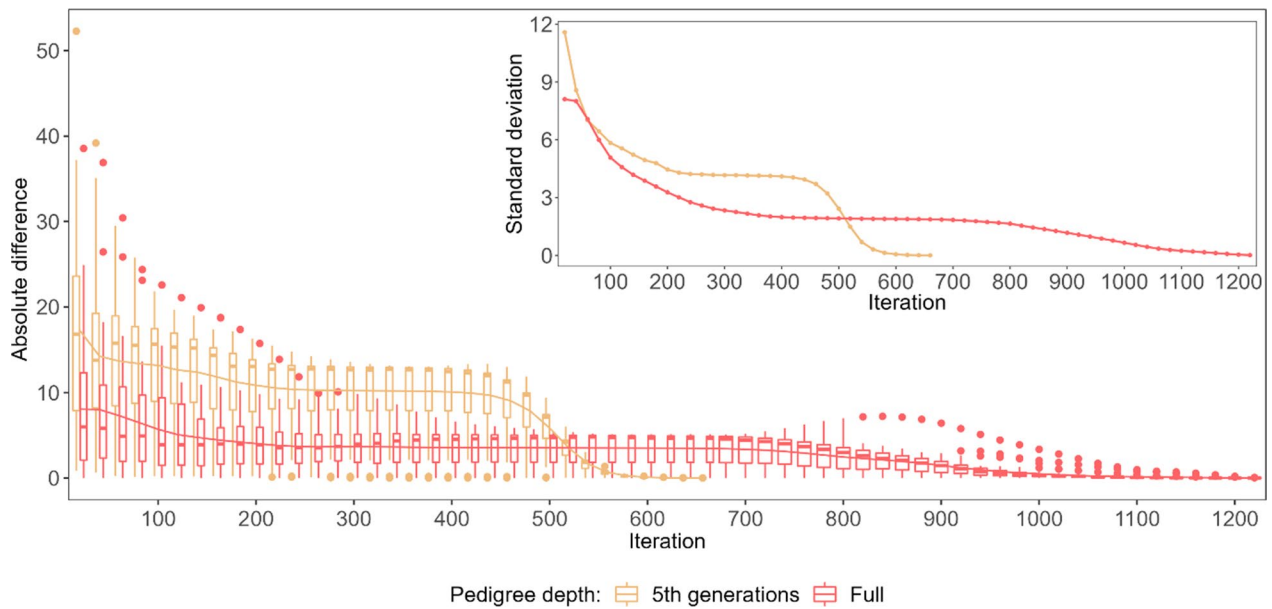 12
9
6
3
0
Standard deviation
100 200 300 400 500 600 700 800 900 1000 1100 1200
Iteration
50
40
30
20
10
0
Absolute difference
100 200 300 400 500 600 700 800 900 1000 1100 1200
Iteration
Pedigree depth: 5th generations Full